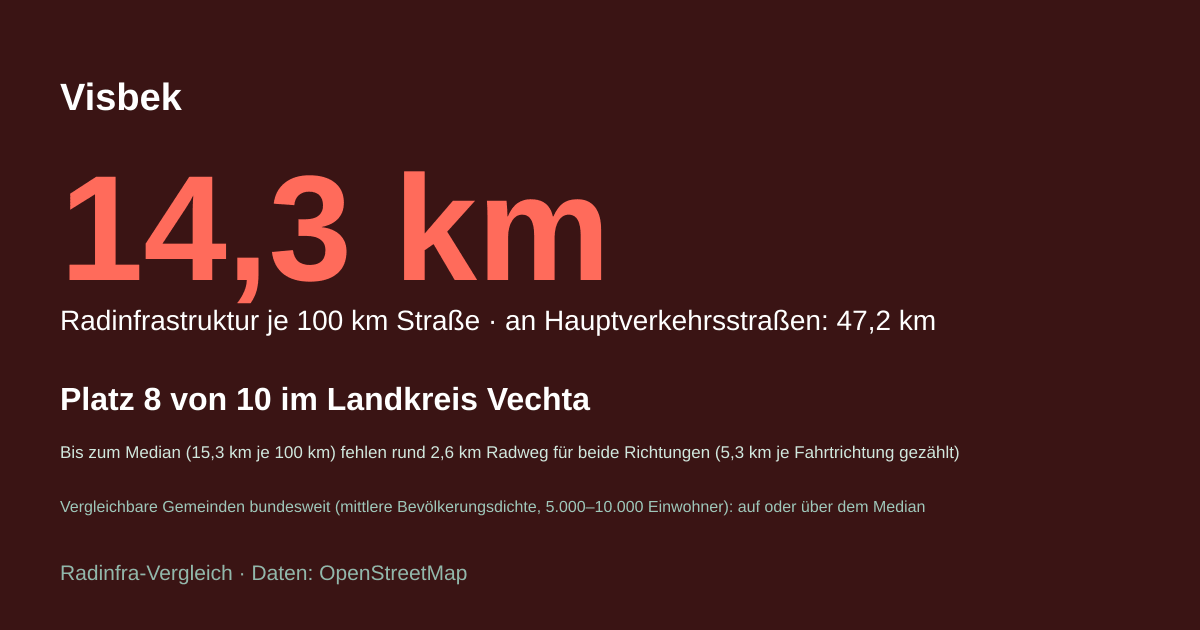 Visbek
14,3 km
Radinfrastruktur je 100 km Straße · an Hauptverkehrsstraßen: 47,2 km
Platz 8 von 10 im Landkreis Vechta
Bis zum Median (15,3 km je 100 km) fehlen rund 2,6 km Radweg für beide Richtungen (5,3 km je Fahrtrichtung gezählt)
Vergleichbare Gemeinden bundesweit (mittlere Bevölkerungsdichte, 5.000–10.000 Einwohner): auf oder über dem Median
Radinfra-Vergleich · Daten: OpenStreetMap